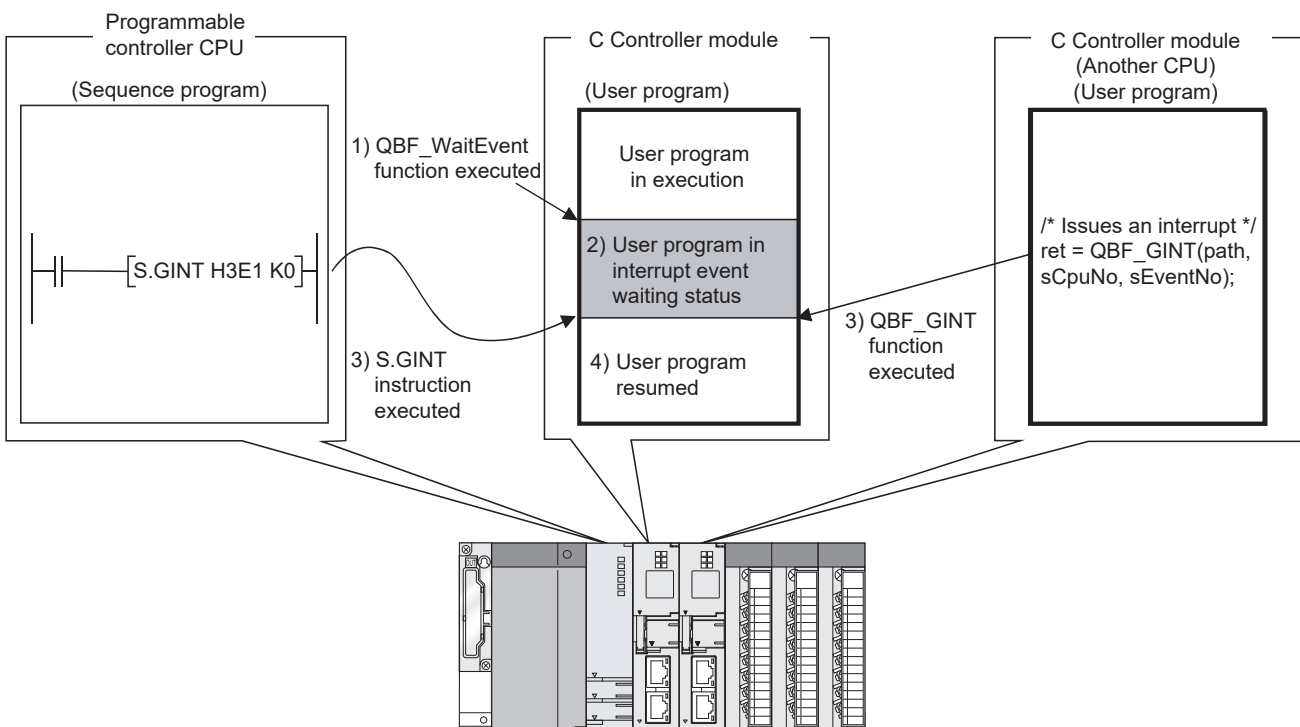 Programmable
controller CPU
(Sequence program)
S.GINT H3E1 K0
1) QBF_WaitEvent
function executed
3) S.GINT
instruction
executed
C Controller module
(User program)
User program
in execution
2) User program in
interrupt event
waiting status
4) User program
resumed
3) QBF_GINT
function
executed
C Controller module
(Another CPU)
(User program)
/* Issues an interrupt */
ret = QBF_GINT(path,
sCpuNo, sEventNo);
OUT